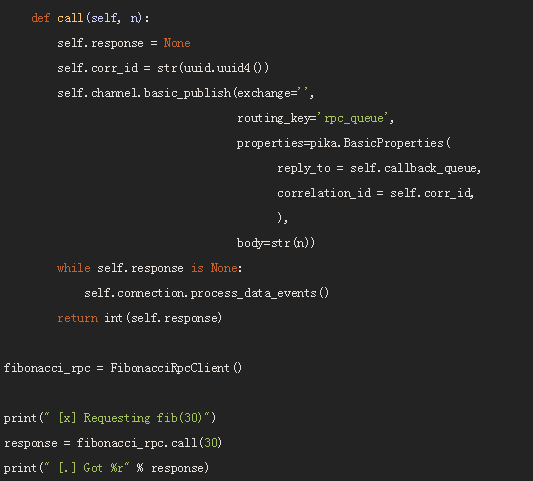 def call(self, n):
self.response = None
self.corr_id = str(uuid.uuid4())
self.channel.basic_publish(exchange='',
routing_key='rpc_queue',
properties=pika.BasicProperties(
reply_to = self.callback_queue,
correlation_id = self.corr_id,
),
body=str(n))
while self.response is None:
self.connection.process_data_events()
return int(self.response)
fibonacci_rpc = FibonacciRpcClient()
print(" [x] Requesting fib(30)")
response = fibonacci_rpc.call(30)
print(" [.] Got %r" % response)